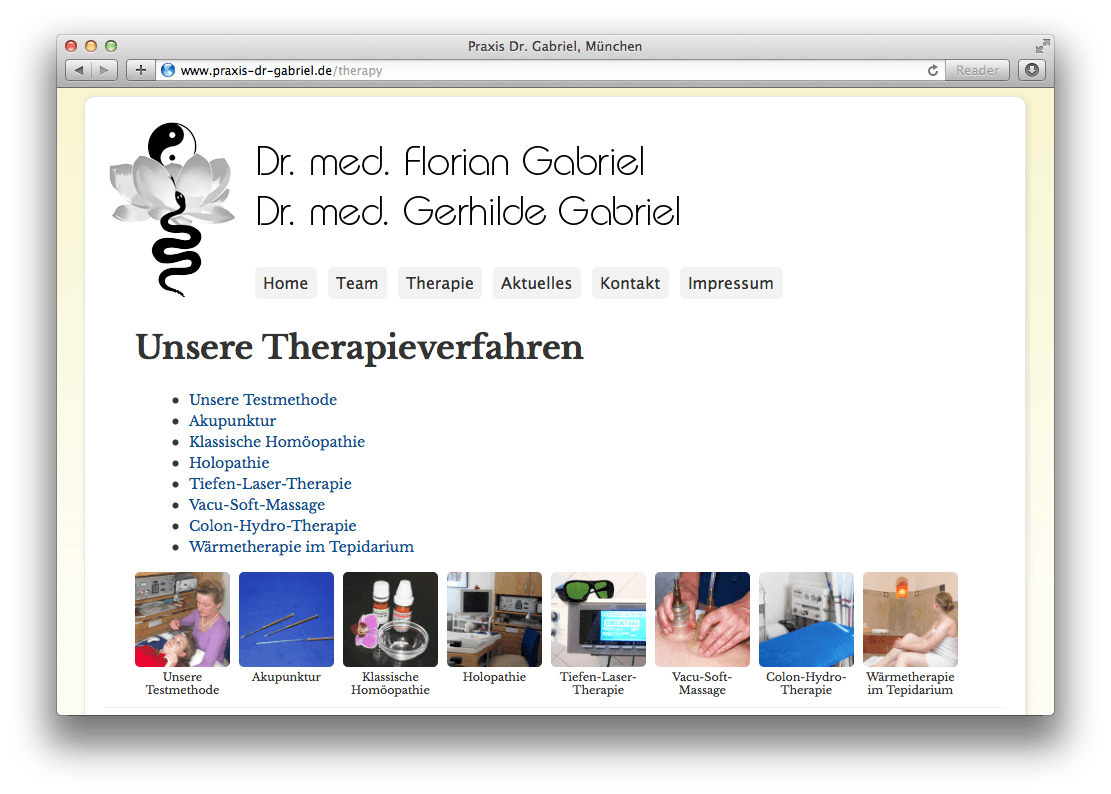 Praxis Dr. Gabriel, München
www.praxis-dr-gabriel.de/therapy
Reader
Dr. med. Florian Gabriel
Dr. med. Gerhilde Gabriel
Home Team Therapie Aktuelles Kontakt Impressum
Unsere Therapieverfahren
Unsere Testmethode
Akupunktur
Klassische Homöopathie
Holopathie
Tiefen-Laser-Therapie
Vacu-Soft-Massage
Colon-Hydro-Therapie
Wärmetherapie im Tepidarium
Unsere
Testmethode
Akupunktur
Klassische
Homöopathie
Holopathie
Tiefen-Laser-
Therapie
Vacu-Soft-
Massage
Colon-Hydro-
Therapie
Wärmetherapie
im Tepidarium